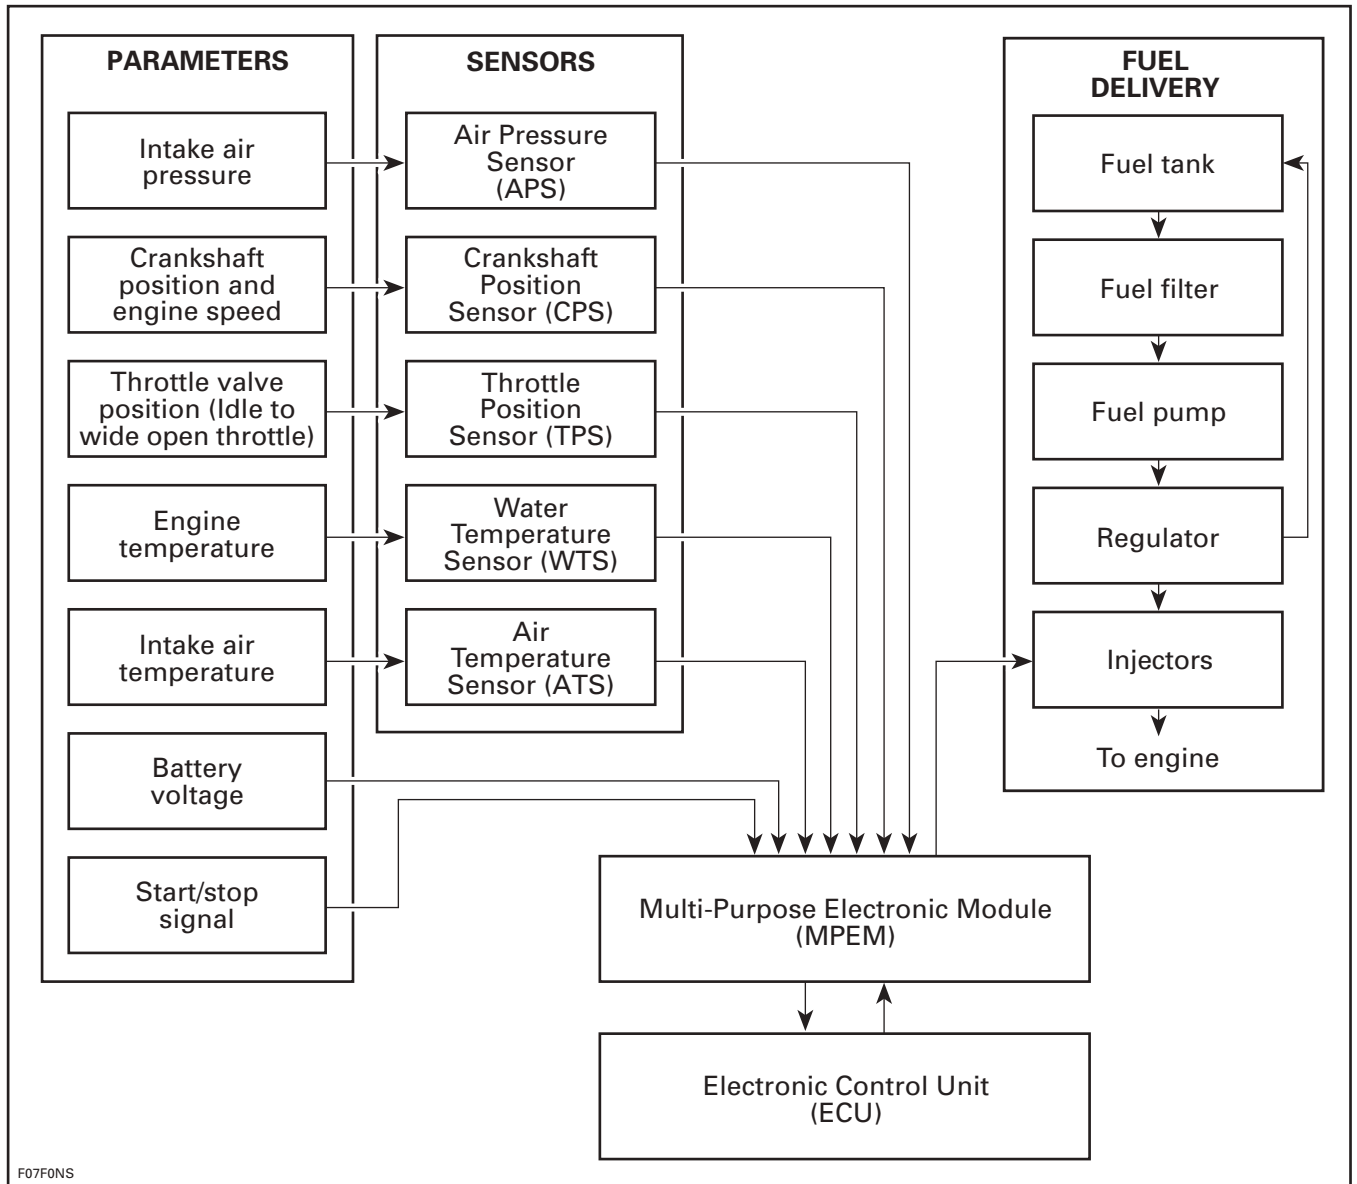 PARAMETERS
Intake air
pressure
Crankshaft
position and
engine speed
Throttle valve
position (Idle to
wide open throttle)
Engine
temperature
Intake air
temperature
Battery
voltage
Start/stop
signal
SENSORS
Air Pressure
Sensor
(APS)
Crankshaft
Position
Sensor (CPS)
Throttle
Position
Sensor (TPS)
Water
Temperature
Sensor (WTS)
Air
Temperature
Sensor (ATS)
FUEL
DELIVERY
Fuel tank
Fuel filter
Fuel pump
Regulator
Injectors
To engine
Multi-Purpose Electronic Module
(MPEM)
Electronic Control Unit
(ECU)
F07F0NS